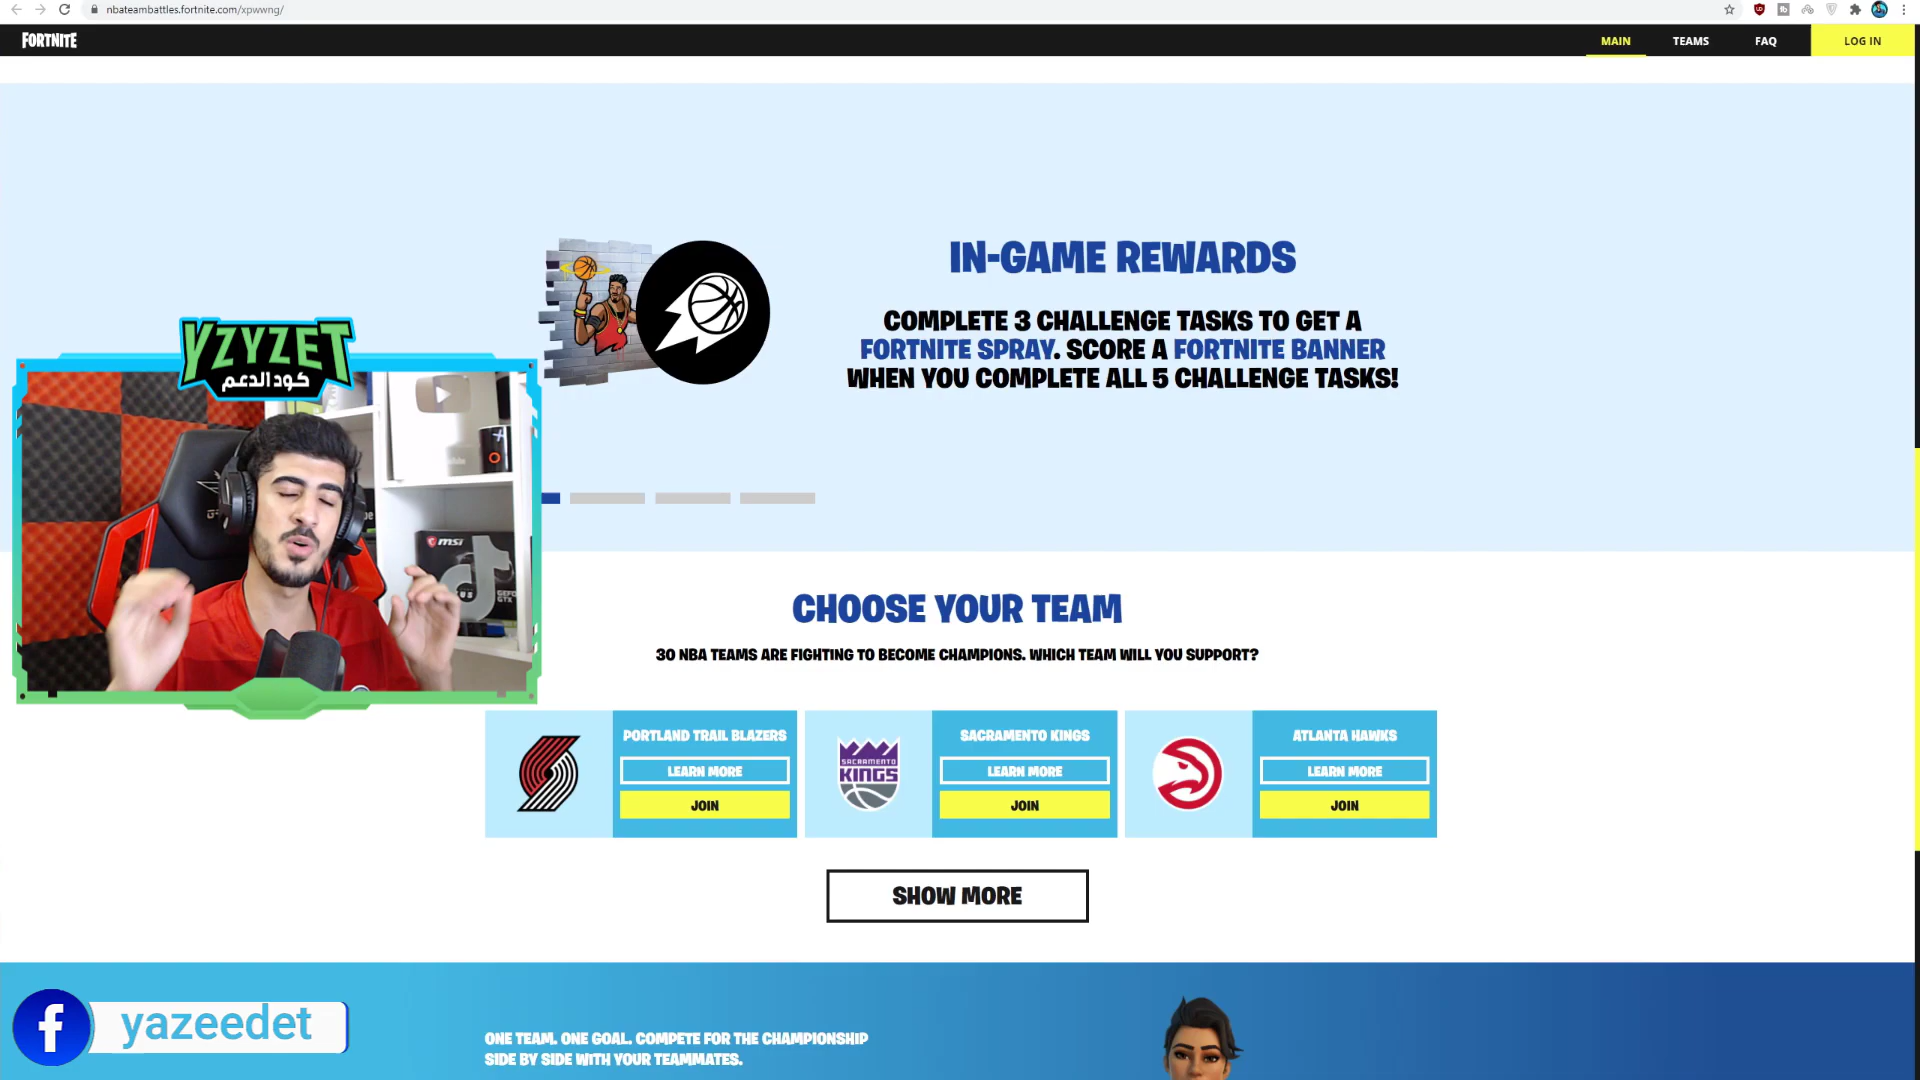 nbateambattles.fortnite.com/xpwwng/
FORTNITE
MAIN
TEAMS
FAQ
LOG IN
IN-GAME REWARDS
COMPLETE 3 CHALLENGE TASKS TO GET A
FORTNITE SPRAY. SCORE A FORTNITE BANNER
WHEN YOU COMPLETE ALL 5 CHALLENGE TASKS!
YZYZET
كود الدعم
msi
CHOOSE YOUR TEAM
30 NBA TEAMS ARE FIGHTING TO BECOME CHAMPIONS. WHICH TEAM WILL YOU SUPPORT?
PORTLAND TRAIL BLAZERS
LEARN MORE
JOIN
SACRAMENTO
KINGS
SACRAMENTO KINGS
LEARN MORE
JOIN
ATLANTA HAWKS
LEARN MORE
JOIN
SHOW MORE
yazeedet
ONE TEAM. ONE GOAL. COMPETE FOR THE CHAMPIONSHIP
SIDE BY SIDE WITH YOUR TEAMMATES.